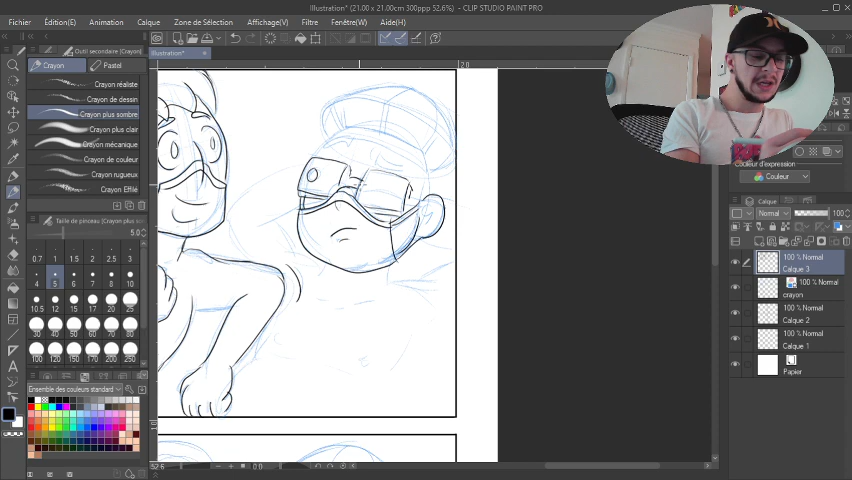 Illustration* (21.00 x 21.00cm 300ppp 52.6%) - CLIP STUDIO PAINT PRO
Fichier Édition(E) Animation Calque Zone de Sélection Affichage(V) Filtre Fenêtre(W) Aide(H)
Outil secondaire (Crayon)
Illustration*
Crayon Pastel
Crayon réaliste
Crayon de dessin
Crayon plus sombre
Crayon plus clair
Crayon mécanique
Crayon de couleur
Crayon rugueux
Crayon Effilé
Taille de pinceau [Crayon plus son
5.0
0.7 1 1.5 2 2.5 3
4 5 6 7 8 10
10.5 12 15 17 20 25
30 40 50 60 70 80
100 120 150 170 200 250
Ensemble des couleurs standard
52.6 0.0
20
10
Couleur d'expression
Couleur
Calque
Normal 100
100 % Normal
Calque 3
100 % Normal
crayon
100 % Normal
Calque 2
100 % Normal
Calque 1
Papier